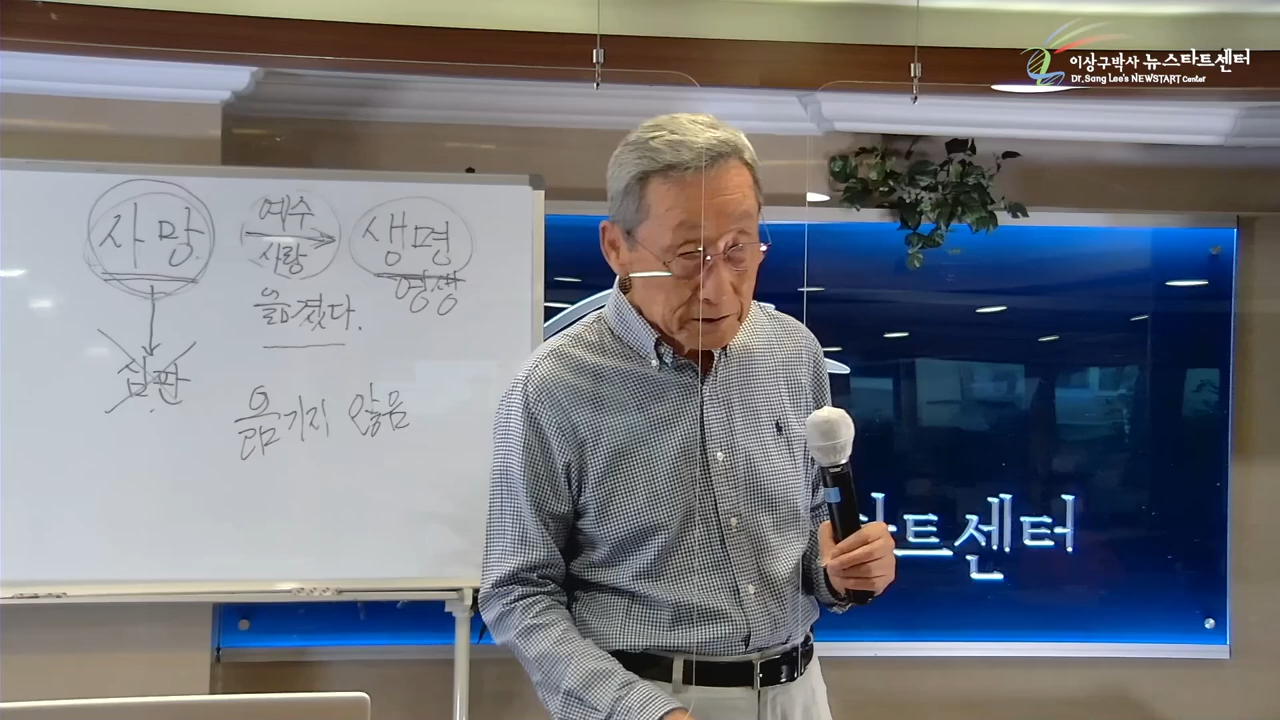 이상구박사 뉴스타트센터
Dr. Sang Lee's NEWSTART Center
사망
예수
사랑
생명
영생
옮겼다.
심판
옮기지 않음
타트센터